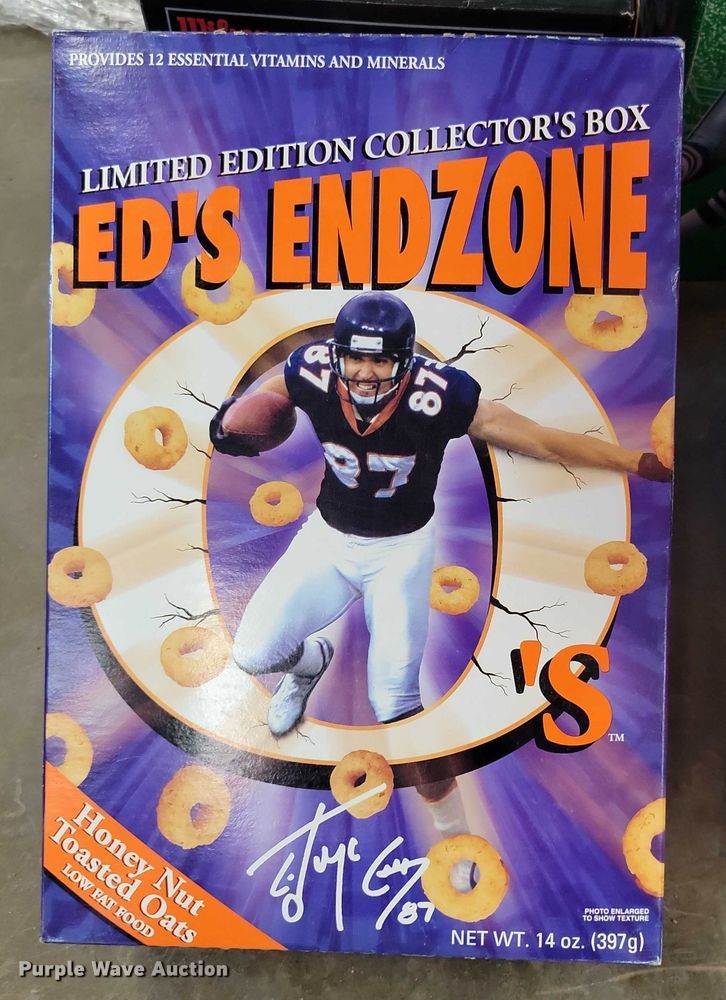 PROVIDES 12 ESSENTIAL VITAMINS AND MINERALS
LIMITED EDITION COLLECTOR'S BOX
ED'S ENDZONE
87
87
87
O'S™
87
Honey Nut
Toasted Oats
LOW FAT FOOD
PHOTO ENLARGED
TO SHOW TEXTURE
NET WT. 14 oz. (397g)
Purple Wave Auction